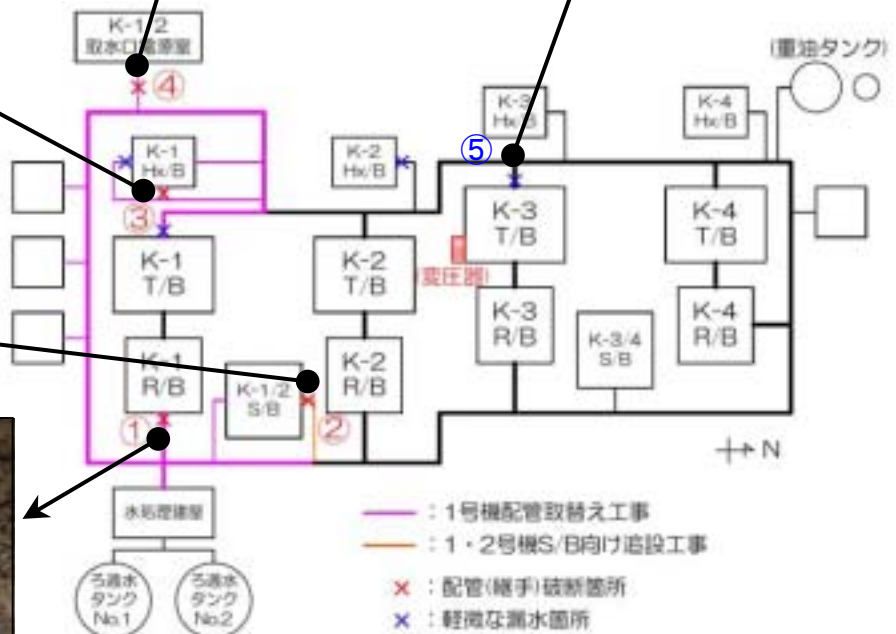 K-1/2
取水口電源室
④
(重油タンク)
K-1
Hx/B
K-2
Hx/B
K-3
Hx/B
K-4
Hx/B
⑤
③
K-1
T/B
K-2
T/B
(変圧器)
K-3
T/B
K-4
T/B
K-1
R/B
K-1/2
S/B
K-2
R/B
K-3
R/B
K-3/4
S/B
K-4
R/B
①
②
N
水処理建屋
ろ過水
タンク
No.1
ろ過水
タンク
No.2
：1号機配管取替え工事
：1・2号機S/B向け追設工事
×：配管(継手)破断箇所
×：軽微な漏水箇所